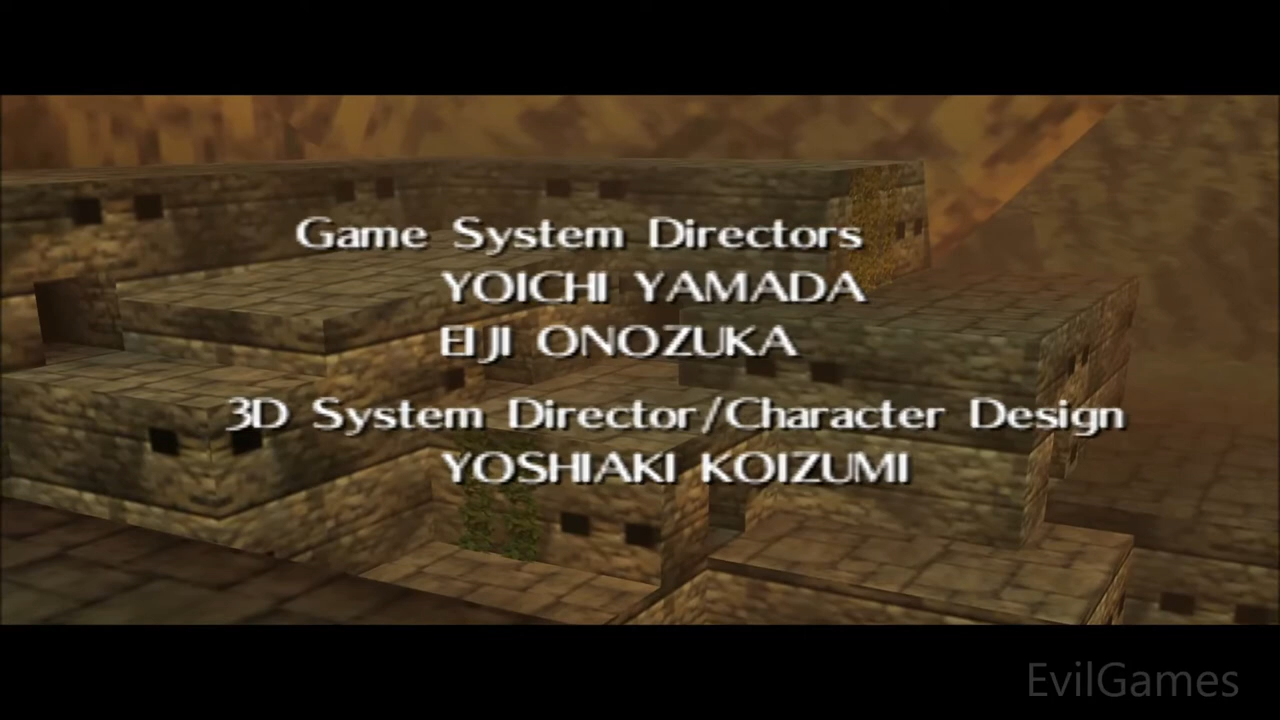 Game System Directors
YOICHI YAMADA
EIJI ONOZUKA
3D System Director/Character Design
YOSHIAKI KOIZUMI
EvilGames